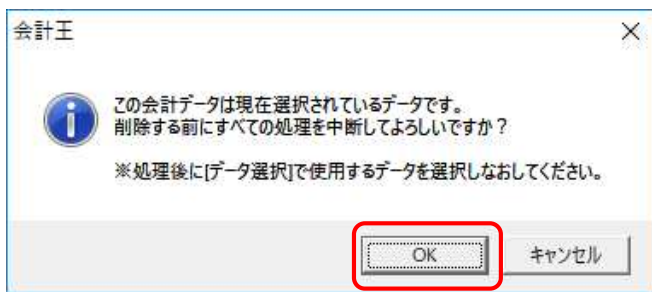 会計王
この会計データは現在選択されているデータです。
削除する前にすべての処理を中断してよろしいですか？
※処理後に[データ選択]で使用するデータを選択しなおしてください。
OK
キャンセル